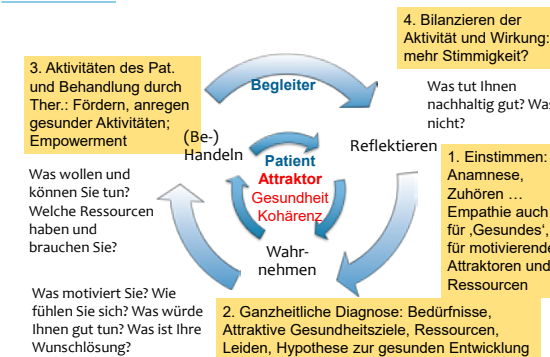 4. Bilanzieren der
Aktivität und Wirkung:
mehr Stimmigkeit?
3. Aktivitäten des Pat.
und Behandlung durch
Ther.: Fördern, anregen
gesunder Aktivitäten;
Empowerment
Begleiter
Was tut Ihnen
nachhaltig gut? Was
nicht?
(Be-)
Handeln
Reflektieren
Patient
Attraktor
Gesundheit
Kohärenz
1. Einstimmen:
Anamnese,
Zuhören …
Empathie auch
für ‚Gesundes‘,
für motivierende
Attraktoren und
Ressourcen
Was wollen und
können Sie tun?
Welche Ressourcen
haben und
brauchen Sie?
Wahr-
nehmen
Was motiviert Sie? Wie
fühlen Sie sich? Was würde
Ihnen gut tun? Was ist Ihre
Wunschlösung?
2. Ganzheitliche Diagnose: Bedürfnisse,
Attraktive Gesundheitsziele, Ressourcen,
Leiden, Hypothese zur gesunden Entwicklung